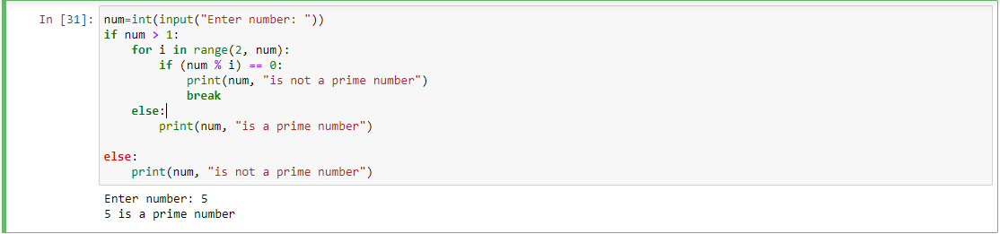 In [31]: num=int(input("Enter number: "))
if num > 1:
    for i in range(2, num):
        if (num % i) == 0:
            print(num, "is not a prime number")
            break
    else:
        print(num, "is a prime number")

else:
    print(num, "is not a prime number")
Enter number: 5
5 is a prime number